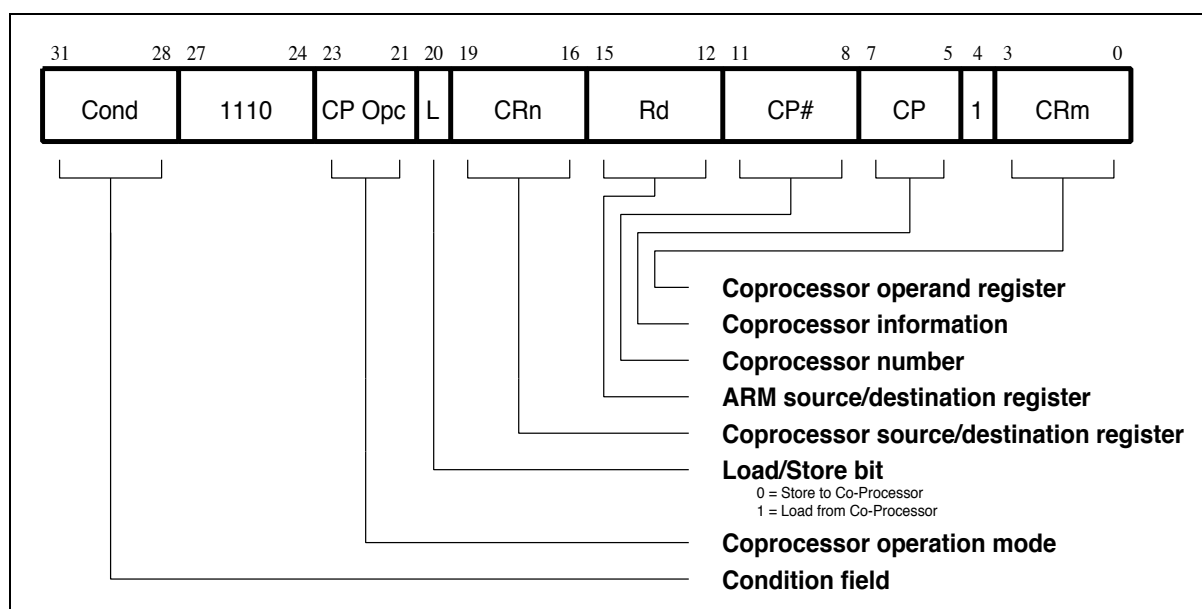 31 28 27 24 23 21 20 19 16 15 12 11 8 7 5 4 3 0
Cond 1110 CP Opc L CRn Rd CP# CP 1 CRm
Coprocessor operand register
Coprocessor information
Coprocessor number
ARM source/destination register
Coprocessor source/destination register
Load/Store bit
0 = Store to Co-Processor
1 = Load from Co-Processor
Coprocessor operation mode
Condition field